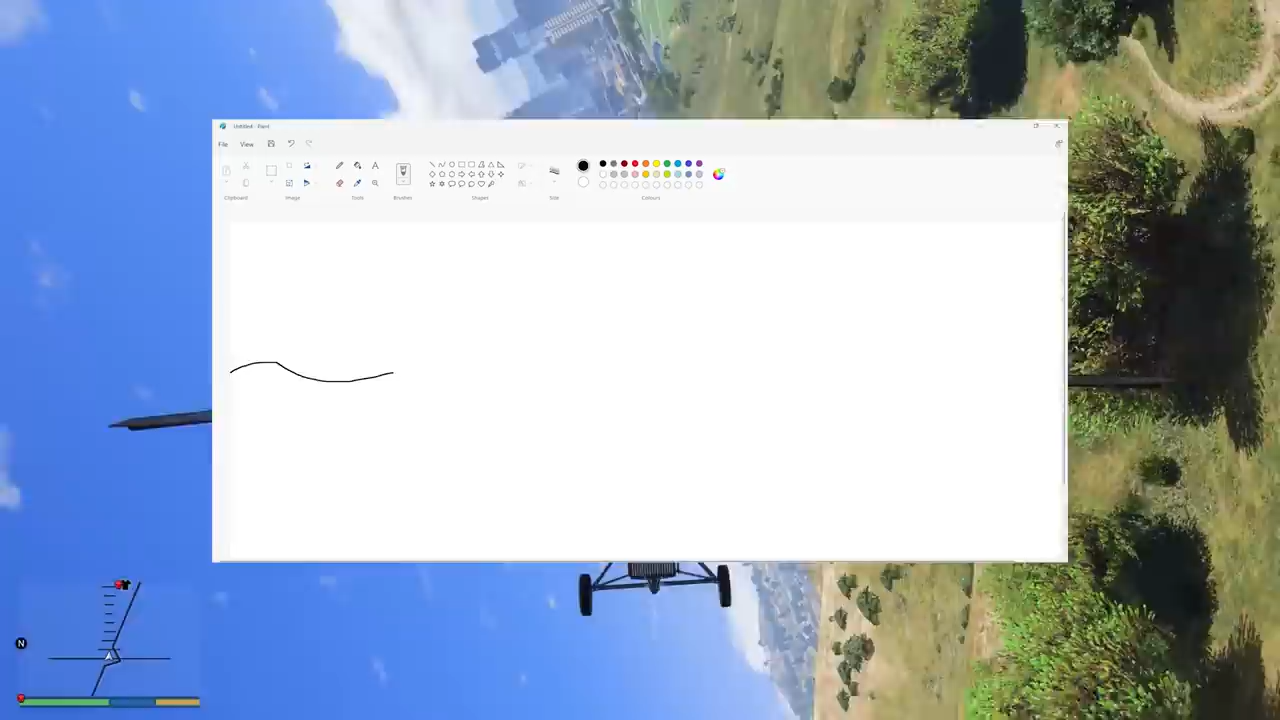 Untitled - Paint
File View
Clipboard Image Tools Brushes Shapes Size Colours
A
N